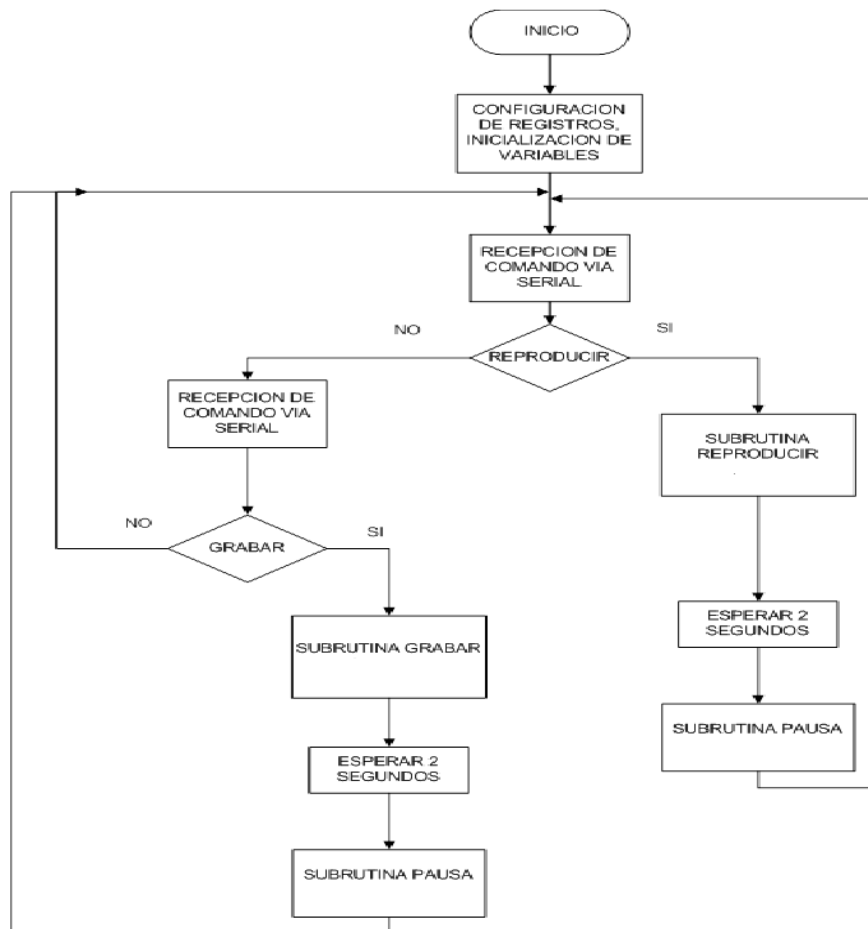 INICIO
CONFIGURACION
DE REGISTROS,
INICIALIZACION DE
VARIABLES
RECEPCION DE
COMANDO VIA
SERIAL
NO
SI
REPRODUCIR
RECEPCION DE
COMANDO VIA
SERIAL
SUBRUTINA
REPRODUCIR
NO
SI
GRABAR
ESPERAR 2
SEGUNDOS
SUBRUTINA GRABAR
SUBRUTINA PAUSA
ESPERAR 2
SEGUNDOS
SUBRUTINA PAUSA